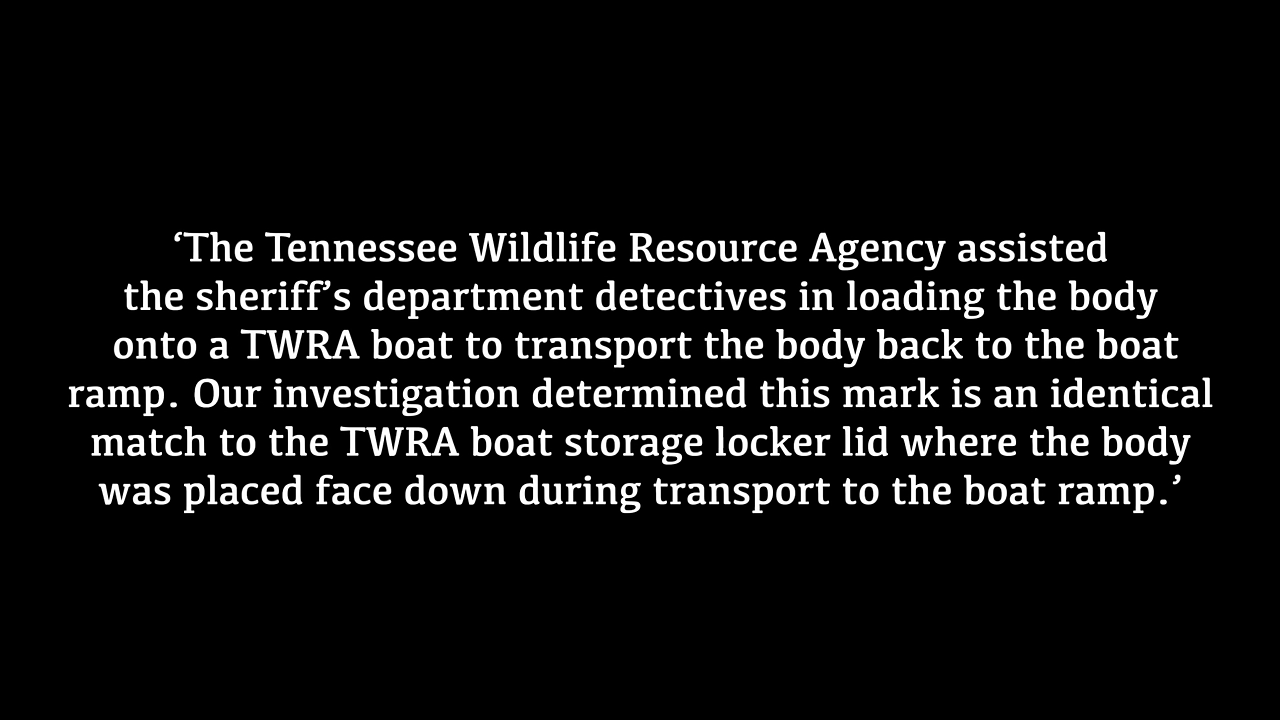 ‘The Tennessee Wildlife Resource Agency assisted
the sheriff’s department detectives in loading the body
onto a TWRA boat to transport the body back to the boat
ramp. Our investigation determined this mark is an identical
match to the TWRA boat storage locker lid where the body
was placed face down during transport to the boat ramp.’